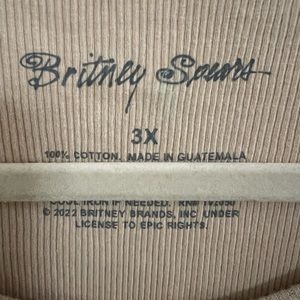 Britney Spears
3X
100% COTTON. MADE IN GUATEMALA
COOL IRON IF NEEDED. RN#
© 2022 BRITNEY BRANDS, INC UNDER
LICENSE TO EPIC RIGHTS.